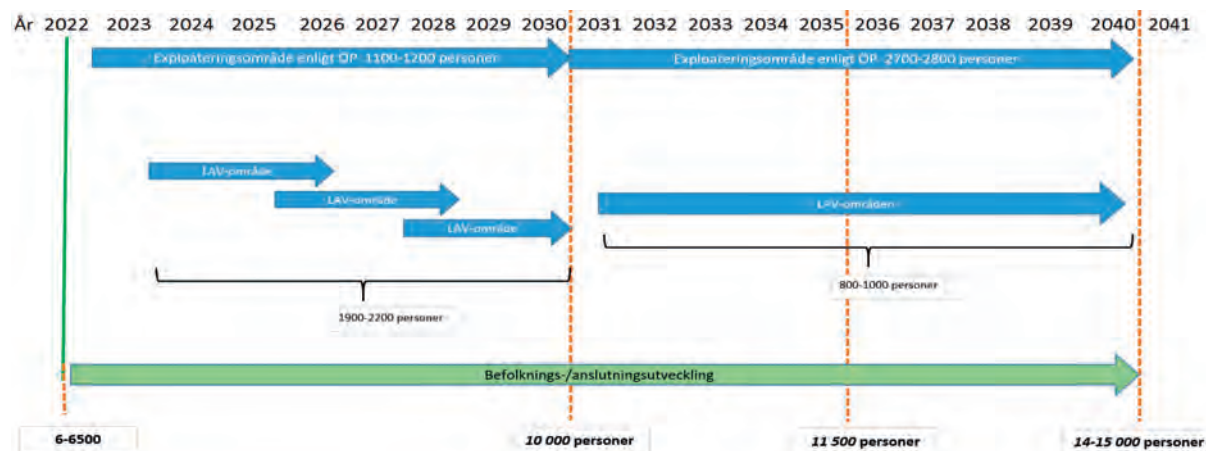 År 2022 2023 2024 2025 2026 2027 2028 2029 2030 2031 2032 2033 2034 2035 2036 2037 2038 2039 2040 2041
Exploateringsområde enligt ÖP 1100-1200 personer
Exploateringsområde enligt ÖP 2700-2800 personer
LAV-område
LAV-område
LAV-område
LPV-områden
800-1000 personer
1900-2200 personer
Befolknings-/anslutningsutveckling
6-6500
10 000 personer
11 500 personer
14-15 000 personer